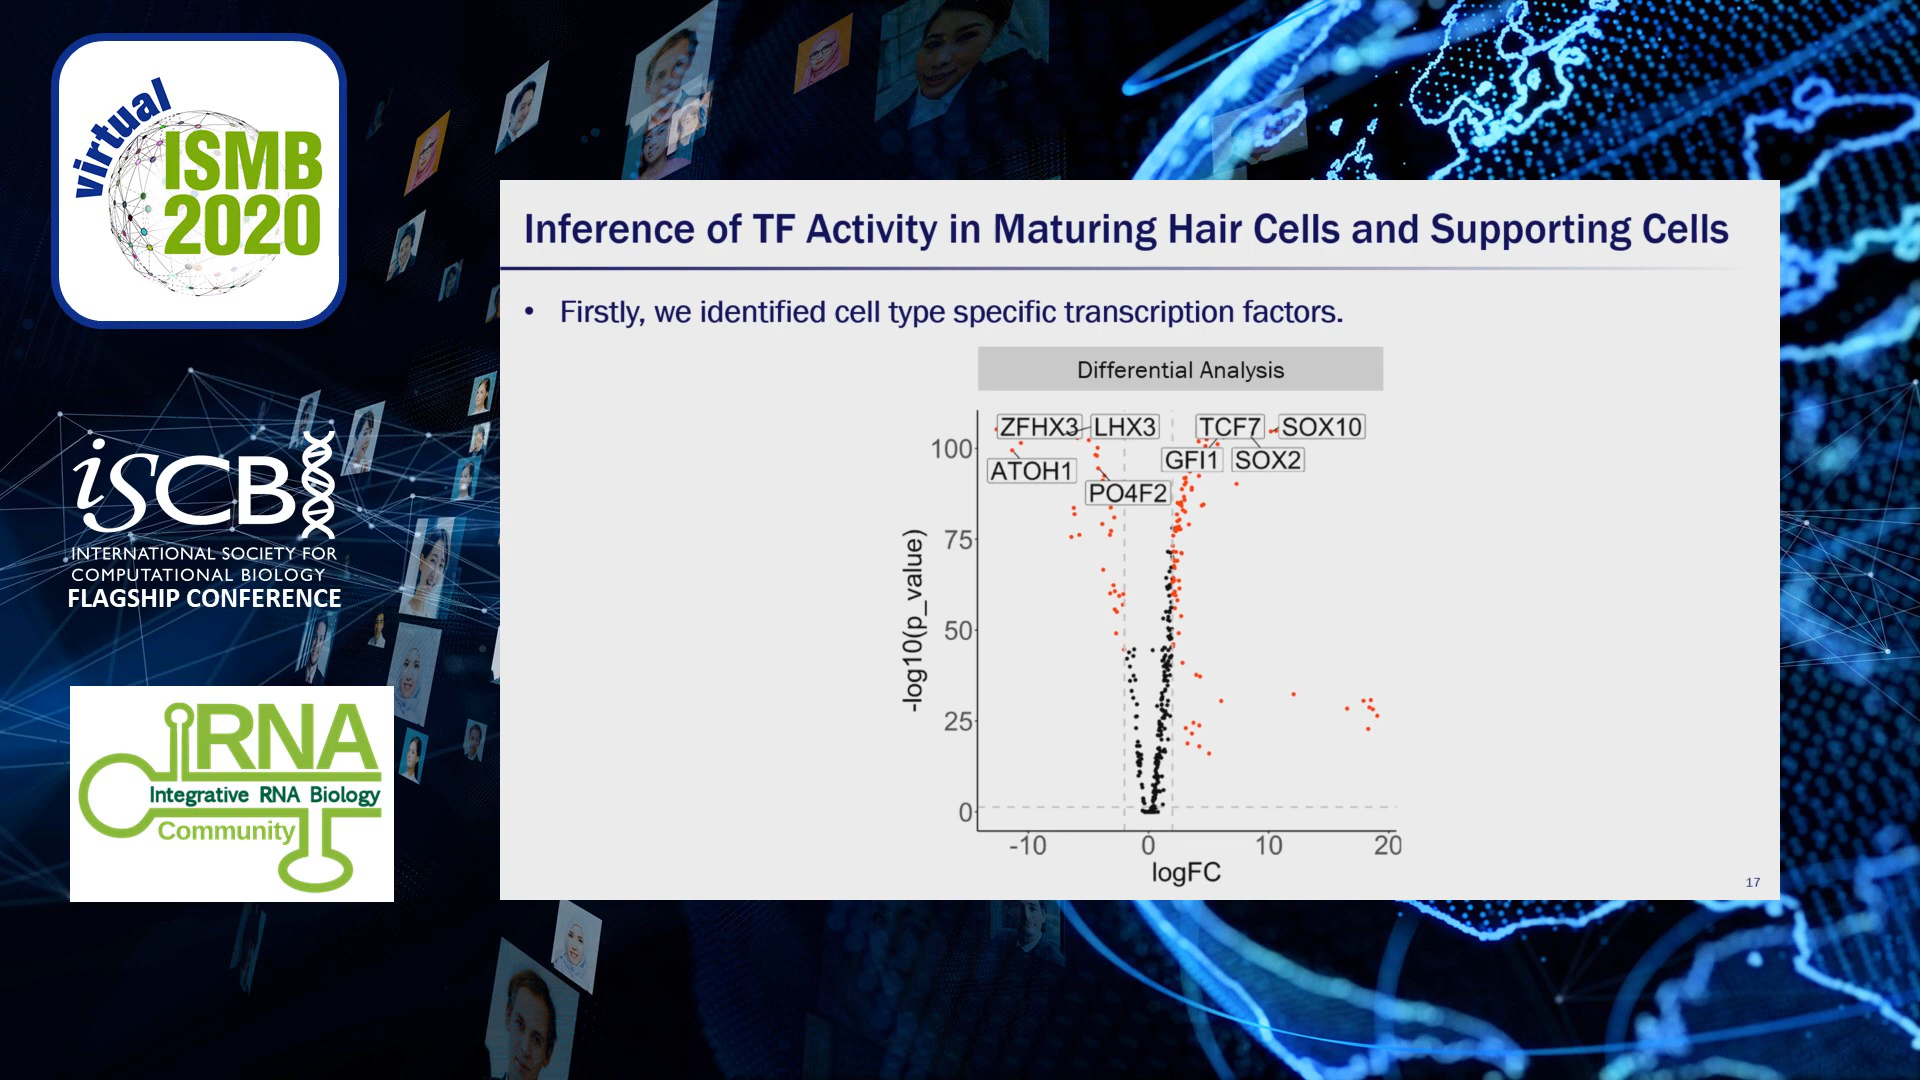 virtual
ISMB
2020
iSCB
INTERNATIONAL SOCIETY FOR
COMPUTATIONAL BIOLOGY
FLAGSHIP CONFERENCE
iRNA
Integrative RNA Biology
Community
Inference of TF Activity in Maturing Hair Cells and Supporting Cells
• Firstly, we identified cell type specific transcription factors.
Differential Analysis
ZFHX3 LHX3 TCF7 SOX10
ATOH1 GFI1 SOX2
PO4F2
-log10(p_value)
100
75
50
25
0
-10 0 10 20
logFC
17